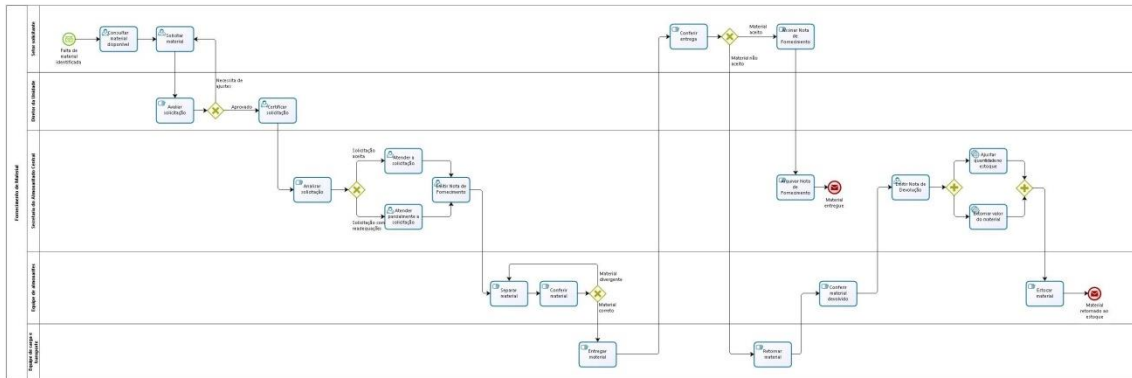 Fornecimento de Material
Setor solicitante
Falta de
material
identificada
Consultar
material
disponível
Solicitar
material
Conferir
entrega
Material
aceito
Assinar Nota
de
Fornecimento
Material não
aceito
Diretor da Unidade
Necessita de
ajustes
Avaliar
solicitação
Aprovado
Certificar
solicitação
Secretaria do Almoxarifado Central
Analisar
solicitação
Solicitação
aceita
Atender a
solicitação
Solicitação com
readequação
Atender
parcialmente a
solicitação
Emitir Nota de
Fornecimento
Arquivar Nota
de
Fornecimento
Material
entregue
Emitir Nota de
Devolução
Ajustar
quantidade no
estoque
Estornar valor
do material
Equipe de almoxarifes
Separar
material
Conferir
material
Material
divergente
Material
correto
Conferir
material
devolvido
Estocar
material
Material
retornado ao
estoque
Equipe de carga e
transporte
Entregar
material
Retornar
material